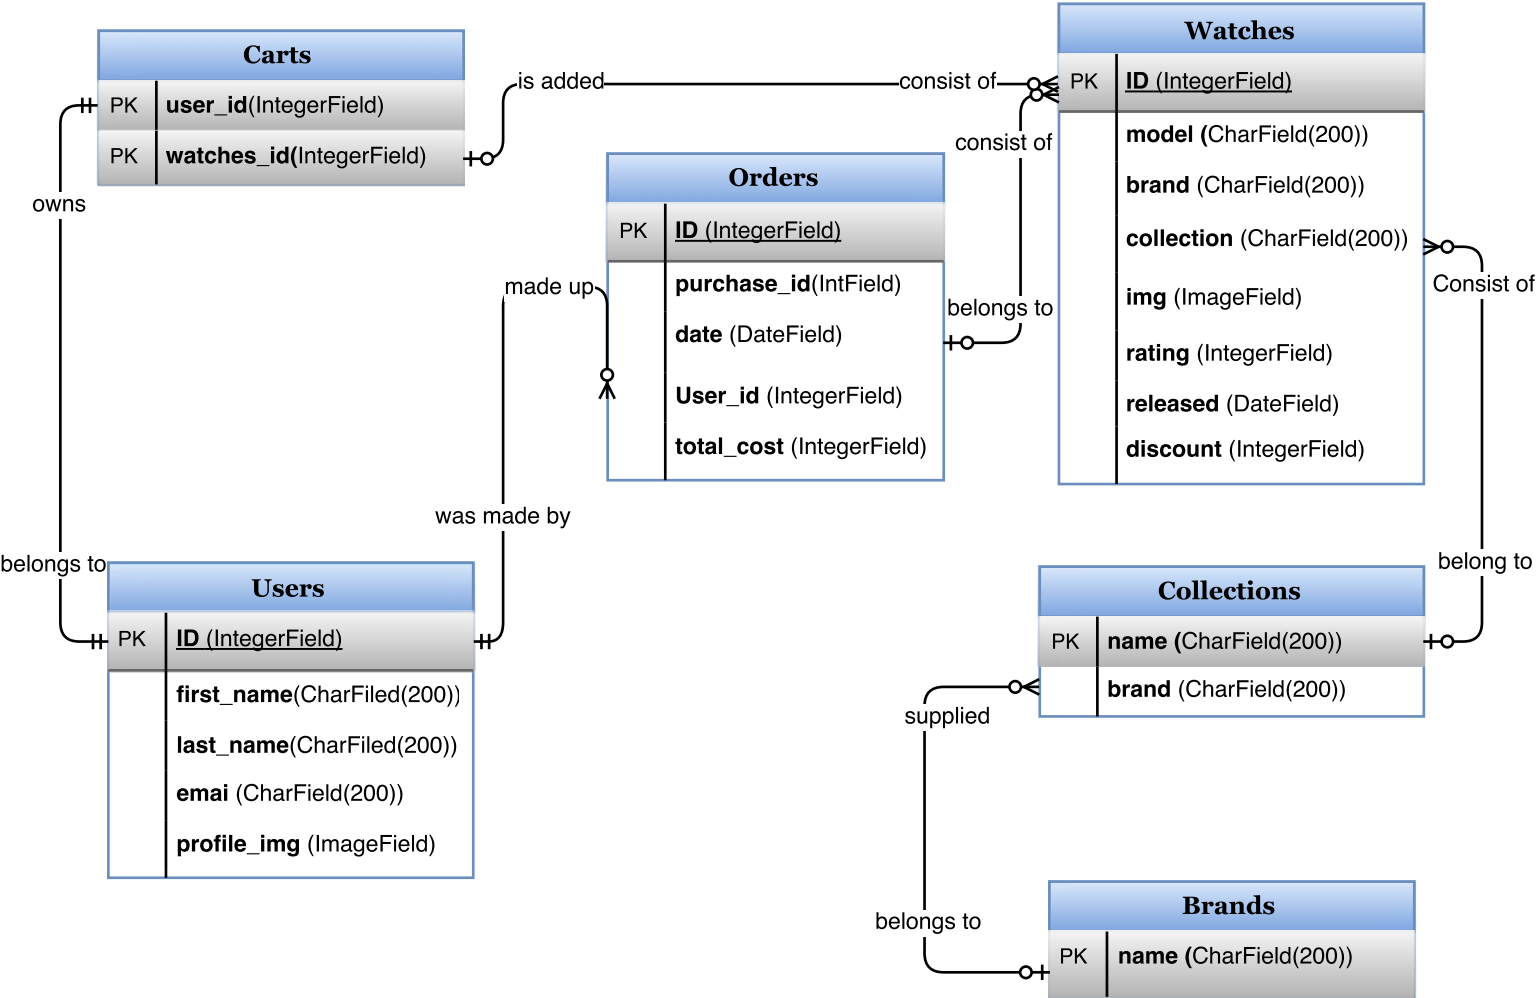 Carts
PK user_id(IntegerField)
PK watches_id(IntegerField)
is added
consist of
Watches
PK ID (IntegerField)
model (CharField(200))
brand (CharField(200))
collection (CharField(200))
img (ImageField)
rating (IntegerField)
released (DateField)
discount (IntegerField)
consist of
belongs to
Orders
PK ID (IntegerField)
purchase_id(IntField)
date (DateField)
User_id (IntegerField)
total_cost (IntegerField)
owns
belongs to
made up
was made by
Consist of
belong to
Users
PK ID (IntegerField)
first_name(CharFiled(200))
last_name(CharFiled(200))
emai (CharField(200))
profile_img (ImageField)
Collections
PK name (CharField(200))
brand (CharField(200))
supplied
belongs to
Brands
PK name (CharField(200))